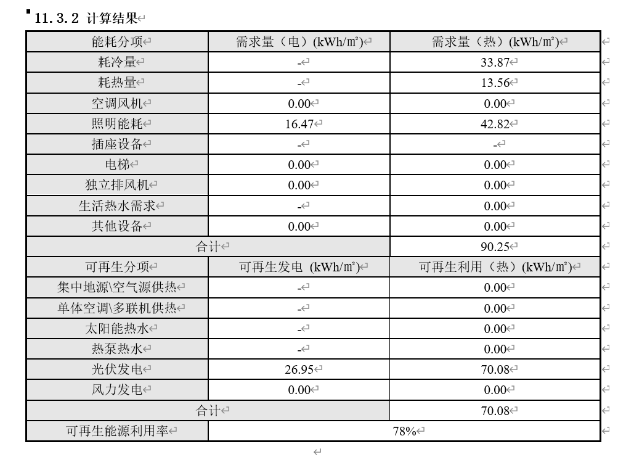 11.3.2 计算结果
能耗分项 需求量（电）(kWh/㎡) 需求量（热）(kWh/㎡)
耗冷量 - 33.87
耗热量 - 13.56
空调风机 0.00 0.00
照明能耗 16.47 42.82
插座设备 - -
电梯 0.00 0.00
独立排风机 0.00 0.00
生活热水需求 - 0.00
其他设备 0.00 0.00
合计 90.25
可再生分项 可再生发电 (kWh/㎡) 可再生利用（热）(kWh/㎡)
集中地源\空气源供热 - 0.00
单体空调\多联机供热 - 0.00
太阳能热水 - 0.00
热泵热水 - 0.00
光伏发电 26.95 70.08
风力发电 0.00 0.00
合计 70.08
可再生能源利用率 78%